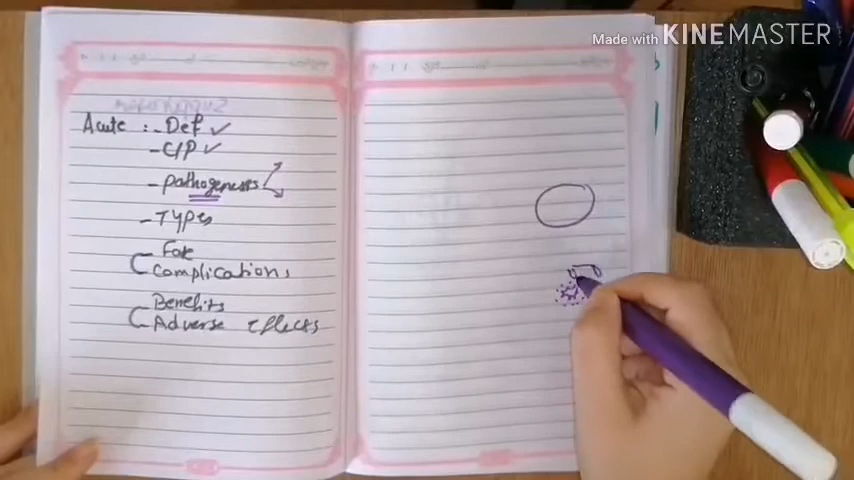 Made with KINEMASTER
Acute :- Def ✓
- C/P ✓
- pathogenesis
- Types
Fate
Complications
Benefits
Adverse Effects